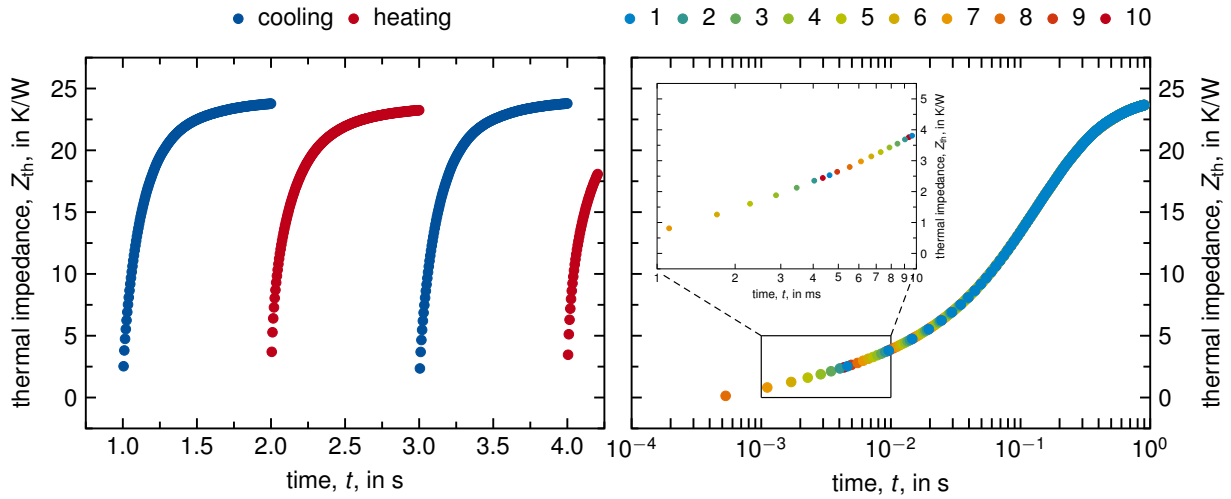 cooling heating
1 2 3 4 5 6 7 8 9 10
thermal impedance, Zth, in K/W
25
20
15
10
5
0
1.0 1.5 2.0 2.5 3.0 3.5 4.0
time, t, in s
thermal impedance, Zth, in K/W
5
4
3
2
1
0
1 2 3 4 5 6 7 8 9 10
time, t, in ms
25
20
15
10
5
0
thermal impedance, Zth, in K/W
10⁻⁴ 10⁻³ 10⁻² 10⁻¹ 10⁰
time, t, in s